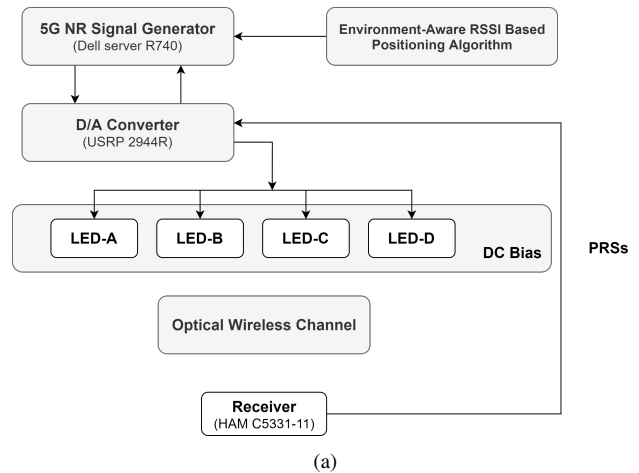 5G NR Signal Generator
(Dell server R740)
Environment-Aware RSSI Based
Positioning Algorithm
D/A Converter
(USRP 2944R)
LED-A
LED-B
LED-C
LED-D
DC Bias
PRSs
Optical Wireless Channel
Receiver
(HAM C5331-11)
(a)